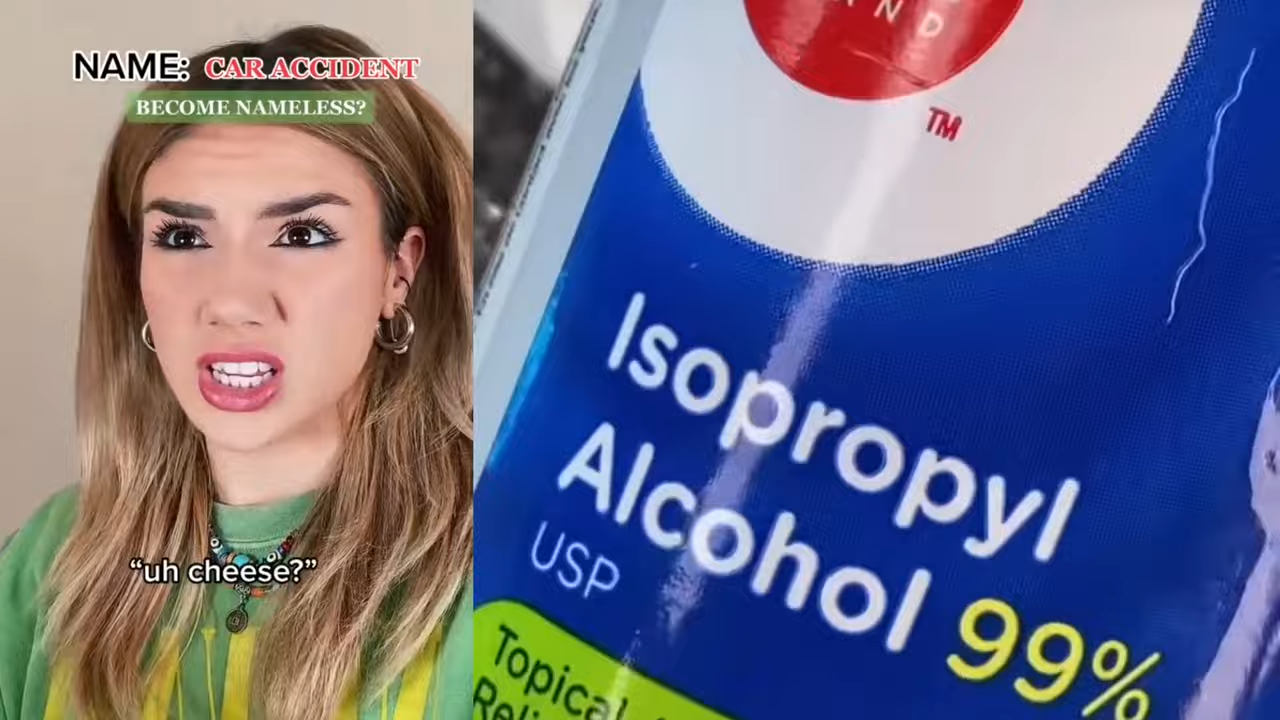 NAME: CAR ACCIDENT
BECOME NAMELESS?
"uh cheese?"
TM
Isopropyl
Alcohol 99%
USP
Topical